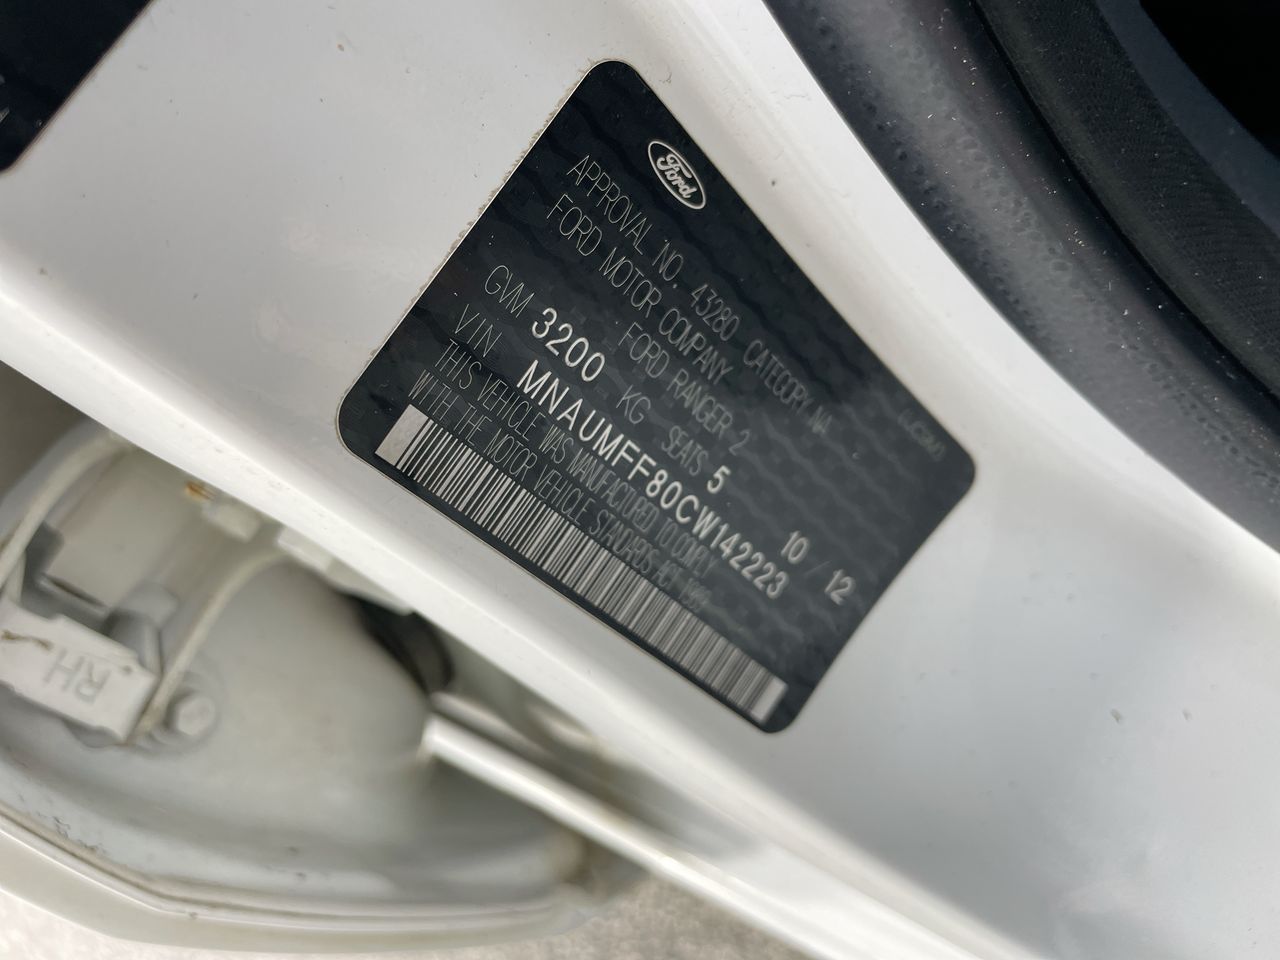 Ford
APPROVAL NO. 43280 CATEGORY NA
FORD MOTOR COMPANY
FORD RANGER 2
GVM 3200 KG SEATS 5 10 / 12
VIN MNAUMFF80CW142223
THIS VEHICLE WAS MANUFACTURED TO COMPLY
WITH THE MOTOR VEHICLE STANDARDS ACT 1989
RH